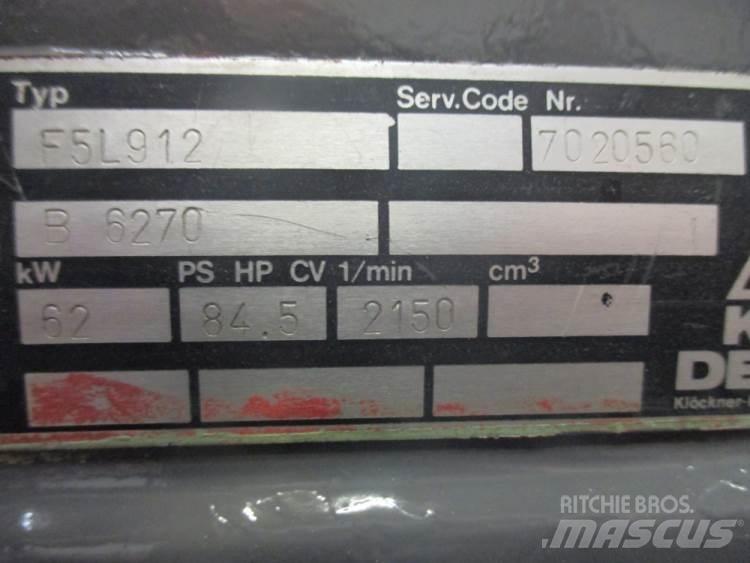 Typ Serv.Code Nr.
F5L912 7020560
B 6270 1
kW PS HP CV 1/min cm³
62 84.5 2150
K
DE
Klöckner-
RITCHIE BROS.
MASCUS